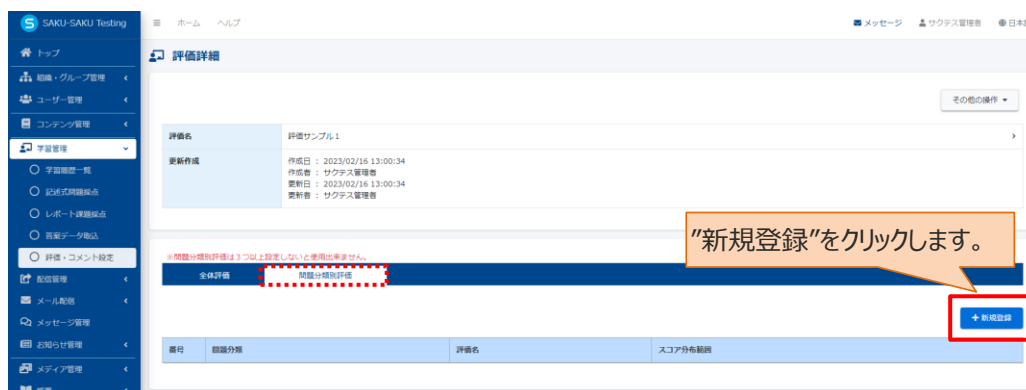 S SAKU-SAKU Testing
ホーム ヘルプ
メッセージ サクテス管理者 日本
トップ
評価詳細
組織・グループ管理
ユーザー管理
その他の操作
コンテンツ管理
評価名 評価サンプル1
学習管理
更新作成 作成日 : 2023/02/16 13:00:34
作成者 : サクテス管理者
更新日 : 2023/02/16 13:00:34
更新者 : サクテス管理者
学習履歴一覧
記述式問題採点
レポート課題採点
答案データ取込
評価・コメント設定
"新規登録"をクリックします。
※問題分類別評価は3つ以上設定しないと使用出来ません。
全体評価 問題分類別評価
配信管理
メール配信
メッセージ管理
+ 新規登録
お知らせ管理
番号 問題分類 評価名 スコア分布範囲
メディア管理